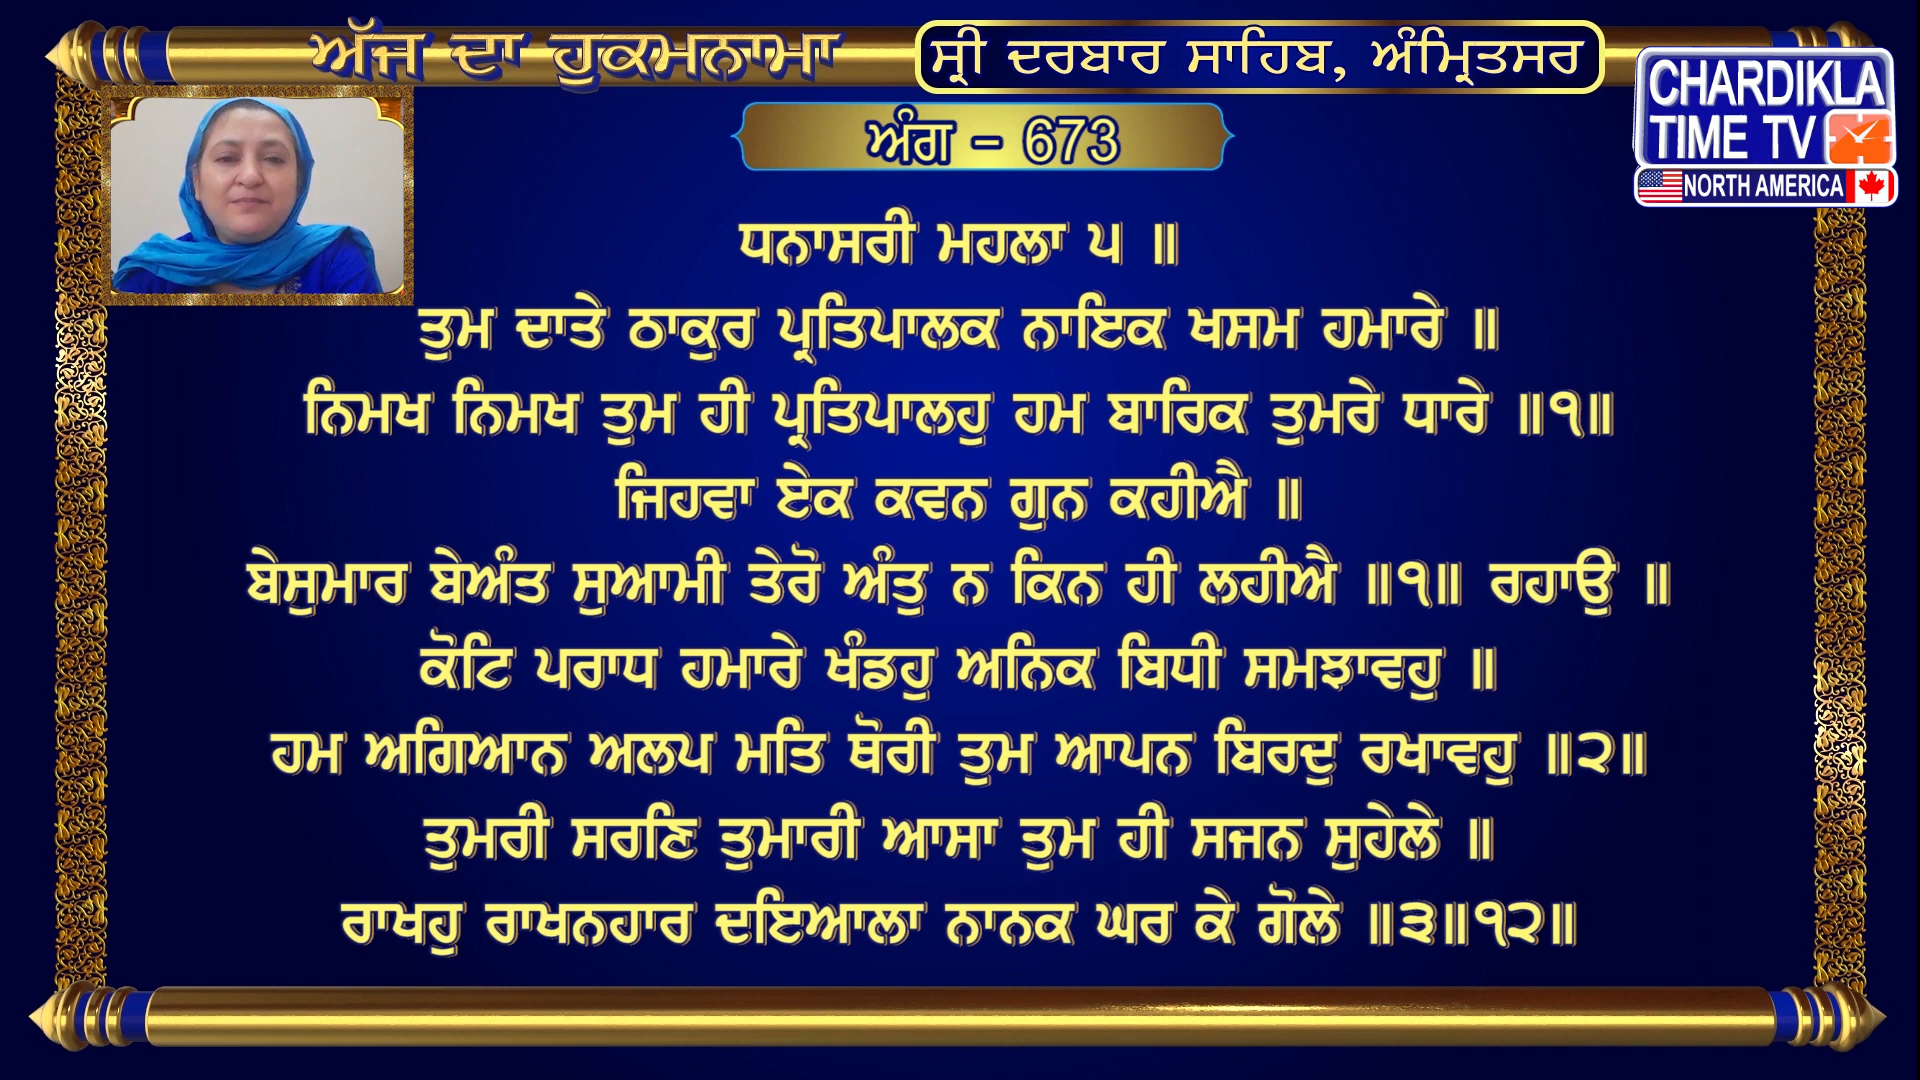 ਅੱਜ ਦਾ ਹੁਕਮਨਾਮਾ
ਸ੍ਰੀ ਦਰਬਾਰ ਸਾਹਿਬ, ਅੰਮ੍ਰਿਤਸਰ
CHARDIKLA
TIME TV
NORTH AMERICA
ਅੰਗ - 673
ਧਨਾਸਰੀ ਮਹਲਾ ੫ ॥
ਤੁਮ ਦਾਤੇ ਠਾਕੁਰ ਪ੍ਰਤਿਪਾਲਕ ਨਾਇਕ ਖਸਮ ਹਮਾਰੇ ॥
ਨਿਮਖ ਨਿਮਖ ਤੁਮ ਹੀ ਪ੍ਰਤਿਪਾਲਹੁ ਹਮ ਬਾਰਿਕ ਤੁਮਰੇ ਧਾਰੇ ॥੧॥
ਜਿਹਵਾ ਏਕ ਕਵਨ ਗੁਨ ਕਹੀਐ ॥
ਬੇਸੁਮਾਰ ਬੇਅੰਤ ਸੁਆਮੀ ਤੇਰੋ ਅੰਤੁ ਨ ਕਿਨ ਹੀ ਲਹੀਐ ॥੧॥ ਰਹਾਉ ॥
ਕੋਟਿ ਪਰਾਧ ਹਮਾਰੇ ਖੰਡਹੁ ਅਨਿਕ ਬਿਧੀ ਸਮਝਾਵਹੁ ॥
ਹਮ ਅਗਿਆਨ ਅਲਪ ਮਤਿ ਥੋਰੀ ਤੁਮ ਆਪਨ ਬਿਰਦੁ ਰਖਾਵਹੁ ॥੨॥
ਤੁਮਰੀ ਸਰਣਿ ਤੁਮਾਰੀ ਆਸਾ ਤੁਮ ਹੀ ਸਜਨ ਸੁਹੇਲੇ ॥
ਰਾਖਹੁ ਰਾਖਨਹਾਰ ਦਇਆਲਾ ਨਾਨਕ ਘਰ ਕੇ ਗੋਲੇ ॥੩॥੧੨॥